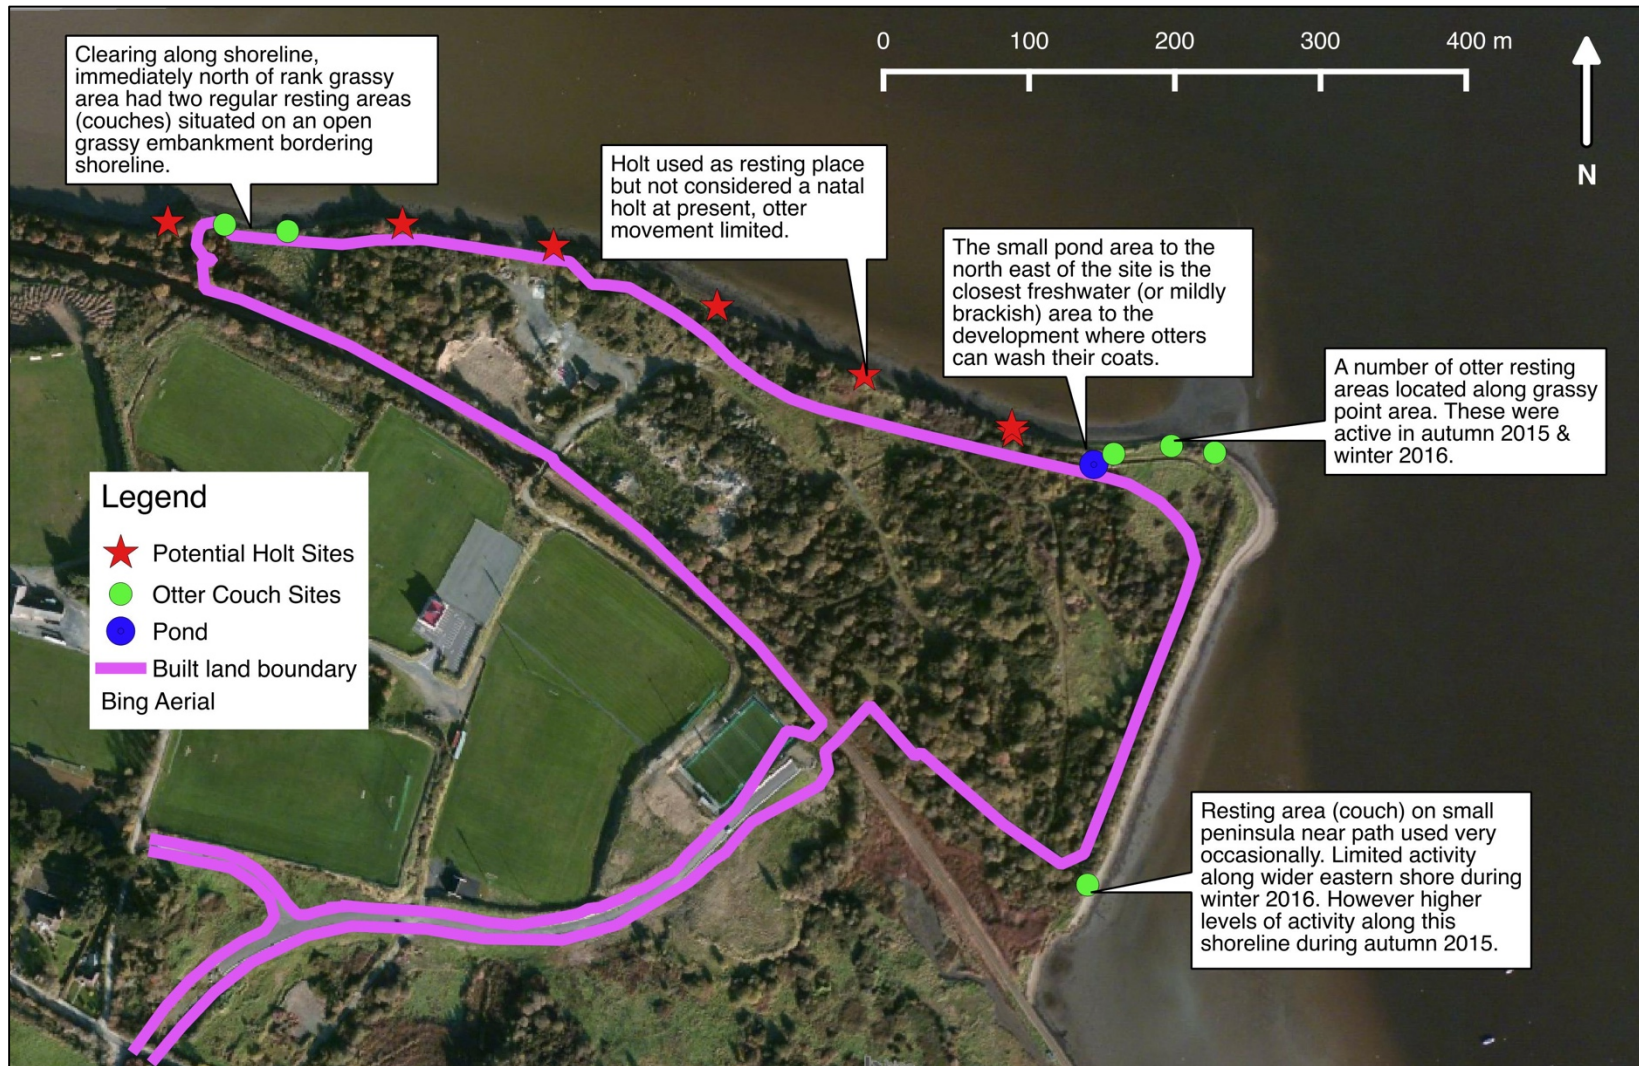 Clearing along shoreline,
immediately north of rank grassy
area had two regular resting areas
(couches) situated on an open
grassy embankment bordering
shoreline.
0 100 200 300 400 m
N
Holt used as resting place
but not considered a natal
holt at present, otter
movement limited.
The small pond area to the
north east of the site is the
closest freshwater (or mildly
brackish) area to the
development where otters
can wash their coats.
A number of otter resting
areas located along grassy
point area. These were
active in autumn 2015 &
winter 2016.
Legend
Potential Holt Sites
Otter Couch Sites
Pond
Built land boundary
Bing Aerial
Resting area (couch) on small
peninsula near path used very
occasionally. Limited activity
along wider eastern shore during
winter 2016. However higher
levels of activity along this
shoreline during autumn 2015.